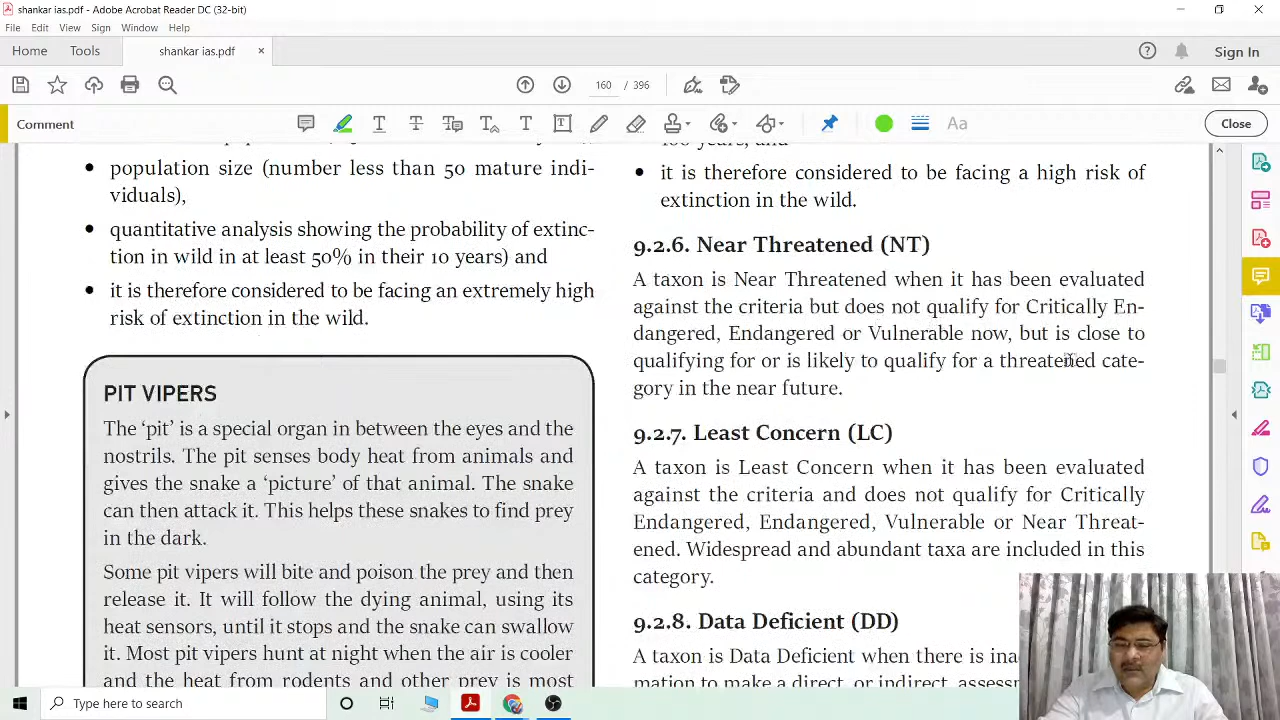 shankar ias.pdf - Adobe Acrobat Reader DC (32-bit)
File Edit View Sign Window Help
Home Tools shankar ias.pdf × Sign In
160 / 396
Comment Aa Close
population size (number less than 50 mature indi-
viduals),
• quantitative analysis showing the probability of extinc-
tion in wild in at least 50% in their 10 years) and
• it is therefore considered to be facing an extremely high
risk of extinction in the wild.
PIT VIPERS
The ‘pit’ is a special organ in between the eyes and the
nostrils. The pit senses body heat from animals and
gives the snake a ‘picture’ of that animal. The snake
can then attack it. This helps these snakes to find prey
in the dark.
Some pit vipers will bite and poison the prey and then
release it. It will follow the dying animal, using its
heat sensors, until it stops and the snake can swallow
it. Most pit vipers hunt at night when the air is cooler
and the heat from rodents and other prey is most
• it is therefore considered to be facing a high risk of
extinction in the wild.
9.2.6. Near Threatened (NT)
A taxon is Near Threatened when it has been evaluated
against the criteria but does not qualify for Critically En-
dangered, Endangered or Vulnerable now, but is close to
qualifying for or is likely to qualify for a threatened cate-
gory in the near future.
9.2.7. Least Concern (LC)
A taxon is Least Concern when it has been evaluated
against the criteria and does not qualify for Critically
Endangered, Endangered, Vulnerable or Near Threat-
ened. Widespread and abundant taxa are included in this
category.
9.2.8. Data Deficient (DD)
A taxon is Data Deficient when there is
mation to make a direct, or indirect,
Type here to search